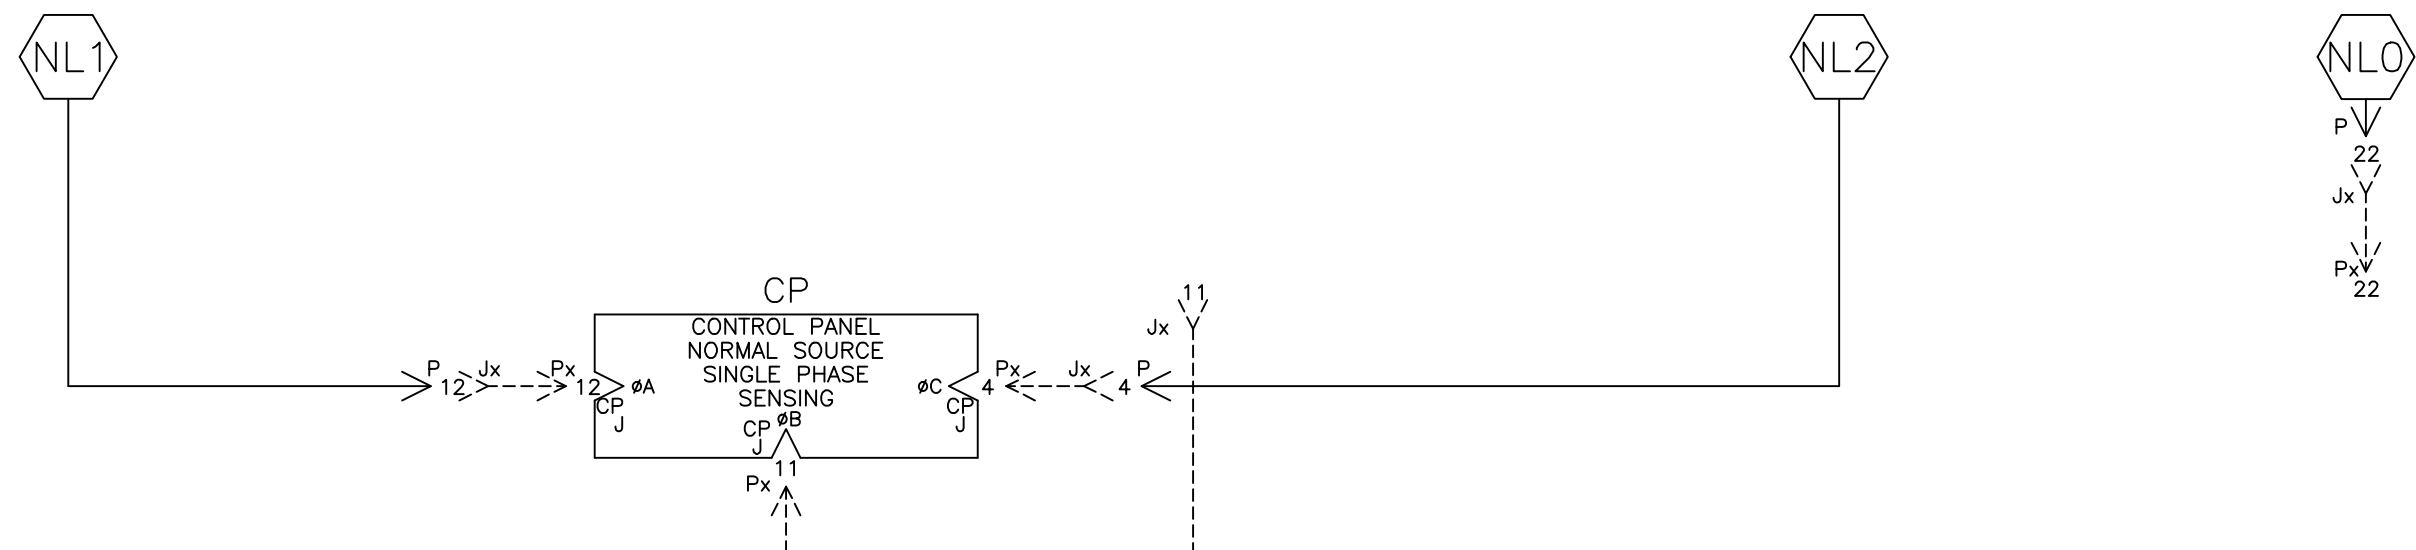 NL1
NL2
NL0
P
22
Jx
Px
22
CP
11
Jx
CONTROL PANEL
NORMAL SOURCE
SINGLE PHASE
SENSING
P
12
Jx
Px
12
øA
CP
J
øC
CP
J
4
Px
Jx
4
P
øB
CP
J
11
Px